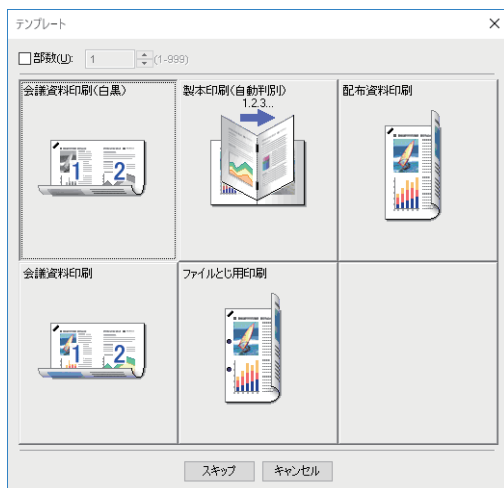 テンプレート
部数(U): 1 (1-999)
会議資料印刷(白黒)
製本印刷(自動判別)
1.2.3...
配布資料印刷
1 2
会議資料印刷
ファイルとじ用印刷
1 2
スキップ キャンセル